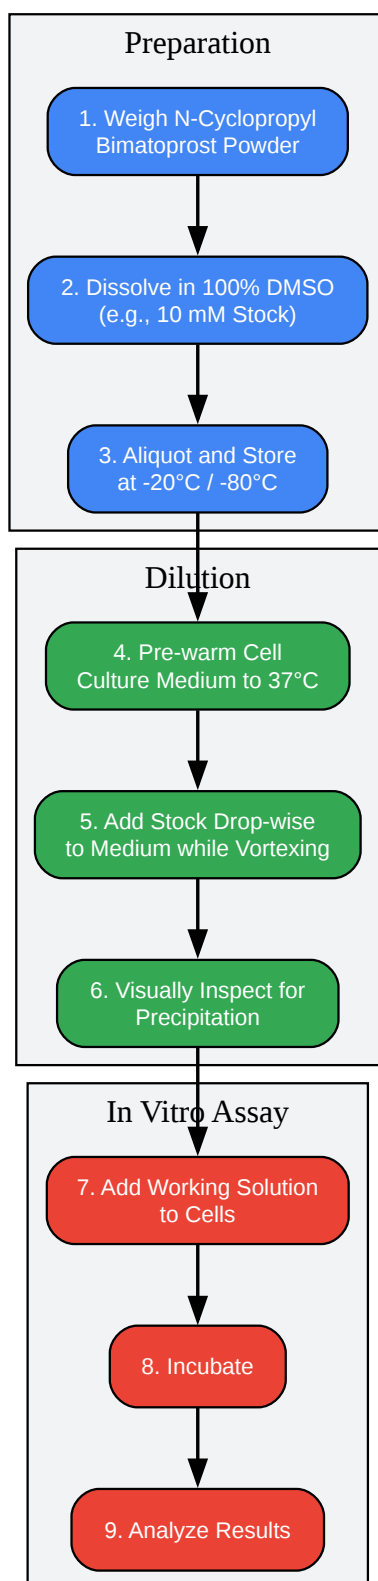 Preparation
1. Weigh N-Cyclopropyl
Bimatoprost Powder
2. Dissolve in 100% DMSO
(e.g., 10 mM Stock)
3. Aliquot and Store
at -20°C / -80°C
Dilution
4. Pre-warm Cell
Culture Medium to 37°C
5. Add Stock Drop-wise
to Medium while Vortexing
6. Visually Inspect for
Precipitation
In Vitro Assay
7. Add Working Solution
to Cells
8. Incubate
9. Analyze Results